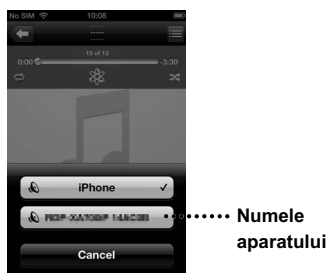 No SIM 10:08
-----
-----
13 of 13
0:00 -3:30
iPhone
Cancel
Numele
aparatului